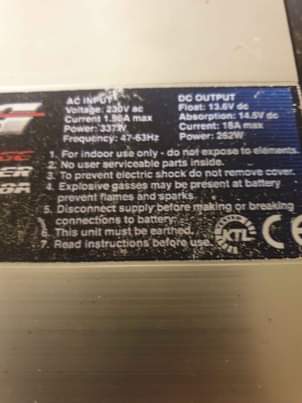 AC INPUT
Voltage: 230V ac
Current 1.96A max
Power: 337W
Frequency: 47-63Hz
DC OUTPUT
Float: 13.6V dc
Absorption: 14.5V dc
Current: 18A max
Power: 262W
1. For indoor use only - do not expose to elements.
2. No user serviceable parts inside.
3. To prevent electric shock do not remove cover.
4. Explosive gasses may be present at battery
prevent flames and sparks.
5. Disconnect supply before making or breaking
connections to battery.
6. This unit must be earthed.
7. Read instructions before use.
KTL
CE